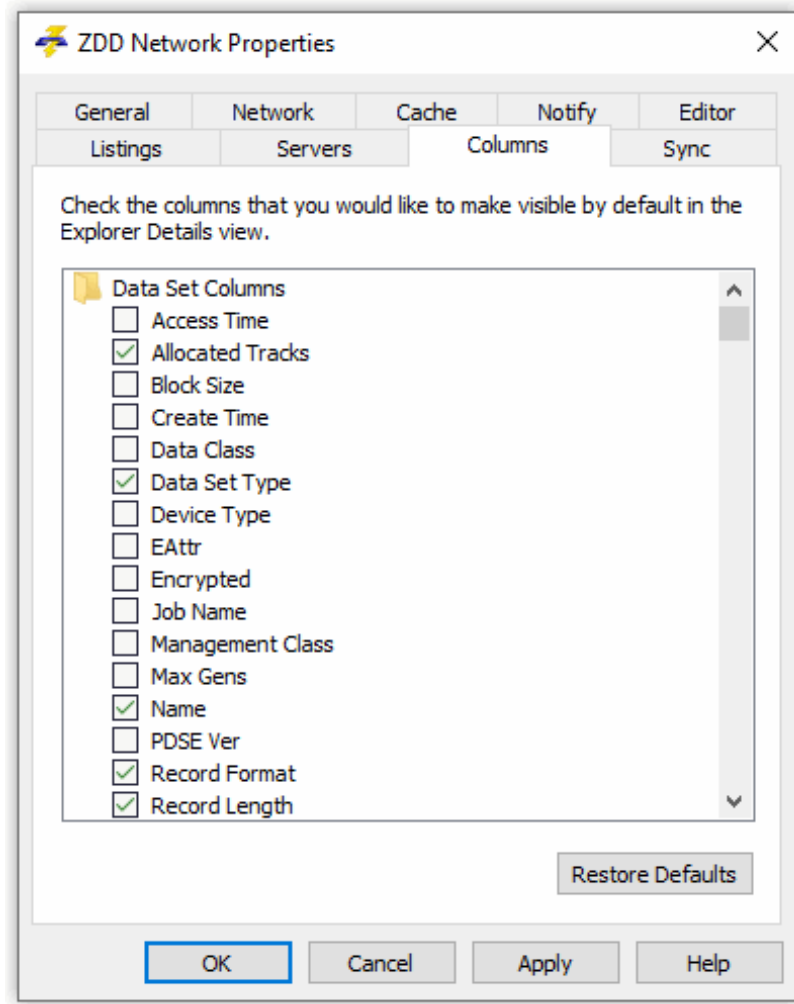 ZDD Network Properties
General Network Cache Notify Editor
Listings Servers Columns Sync
Check the columns that you would like to make visible by default in the
Explorer Details view.
Data Set Columns
Access Time
Allocated Tracks
Block Size
Create Time
Data Class
Data Set Type
Device Type
EAttr
Encrypted
Job Name
Management Class
Max Gens
Name
PDSE Ver
Record Format
Record Length
Restore Defaults
OK Cancel Apply Help